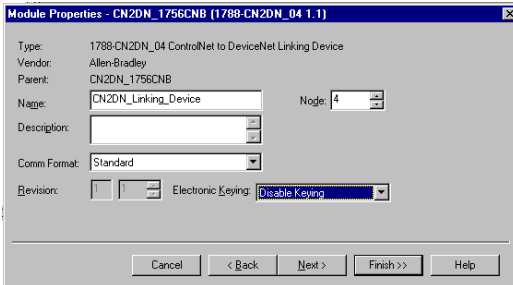 Module Properties - CN2DN_1756CNB (1788-CN2DN_04 1.1)
Type: 1788-CN2DN_04 ControlNet to DeviceNet Linking Device
Vendor: Allen-Bradley
Parent: CN2DN_1756CNB
Name: CN2DN_Linking_Device Node: 4
Description:
Comm Format: Standard
Revision: 1 1 Electronic Keying: Disable Keying
Cancel < Back Next > Finish >> Help